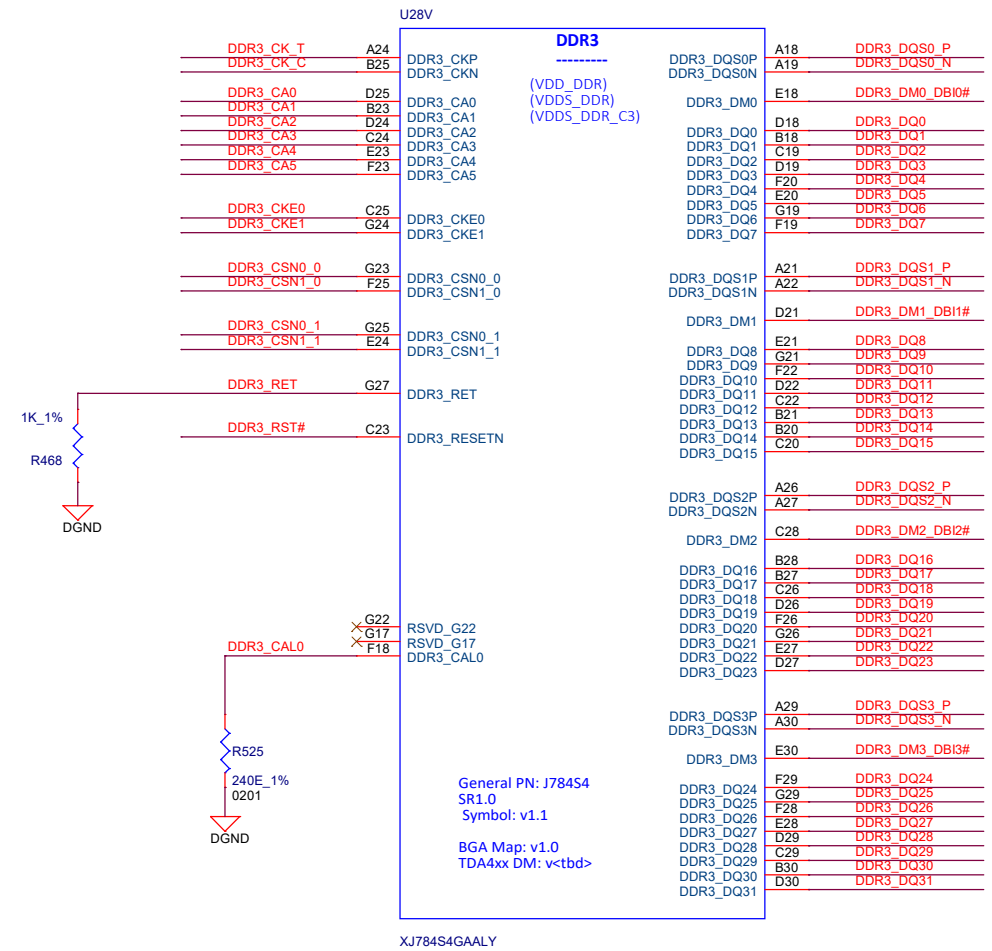 U28V
DDR3
---------
(VDD_DDR)
(VDDS_DDR)
(VDDS_DDR_C3)
DDR3_CK_T A24 DDR3_CKP
DDR3_CK_C B25 DDR3_CKN
DDR3_CA0 D25 DDR3_CA0
DDR3_CA1 B23 DDR3_CA1
DDR3_CA2 D24 DDR3_CA2
DDR3_CA3 C24 DDR3_CA3
DDR3_CA4 E23 DDR3_CA4
DDR3_CA5 F23 DDR3_CA5
DDR3_CKE0 C25 DDR3_CKE0
DDR3_CKE1 G24 DDR3_CKE1
DDR3_CSN0_0 G23 DDR3_CSN0_0
DDR3_CSN1_0 F25 DDR3_CSN1_0
DDR3_CSN0_1 G25 DDR3_CSN0_1
DDR3_CSN1_1 E24 DDR3_CSN1_1
DDR3_RET G27 DDR3_RET
1K_1%
R468
DGND
DDR3_RST# C23 DDR3_RESETN
G22 RSVD_G22
G17 RSVD_G17
DDR3_CAL0 F18 DDR3_CAL0
R525
240E_1%
0201
DGND
DDR3_DQS0P A18 DDR3_DQS0_P
DDR3_DQS0N A19 DDR3_DQS0_N
DDR3_DM0 E18 DDR3_DM0_DBI0#
DDR3_DQ0 D18 DDR3_DQ0
DDR3_DQ1 B18 DDR3_DQ1
DDR3_DQ2 C19 DDR3_DQ2
DDR3_DQ3 D19 DDR3_DQ3
DDR3_DQ4 F20 DDR3_DQ4
DDR3_DQ5 E20 DDR3_DQ5
DDR3_DQ6 G19 DDR3_DQ6
DDR3_DQ7 F19 DDR3_DQ7
DDR3_DQS1P A21 DDR3_DQS1_P
DDR3_DQS1N A22 DDR3_DQS1_N
DDR3_DM1 D21 DDR3_DM1_DBI1#
DDR3_DQ8 E21 DDR3_DQ8
DDR3_DQ9 G21 DDR3_DQ9
DDR3_DQ10 F22 DDR3_DQ10
DDR3_DQ11 D22 DDR3_DQ11
DDR3_DQ12 C22 DDR3_DQ12
DDR3_DQ13 B21 DDR3_DQ13
DDR3_DQ14 B20 DDR3_DQ14
DDR3_DQ15 C20 DDR3_DQ15
DDR3_DQS2P A26 DDR3_DQS2_P
DDR3_DQS2N A27 DDR3_DQS2_N
DDR3_DM2 C28 DDR3_DM2_DBI2#
DDR3_DQ16 B28 DDR3_DQ16
DDR3_DQ17 B27 DDR3_DQ17
DDR3_DQ18 C26 DDR3_DQ18
DDR3_DQ19 D26 DDR3_DQ19
DDR3_DQ20 F26 DDR3_DQ20
DDR3_DQ21 G26 DDR3_DQ21
DDR3_DQ22 E27 DDR3_DQ22
DDR3_DQ23 D27 DDR3_DQ23
DDR3_DQS3P A29 DDR3_DQS3_P
DDR3_DQS3N A30 DDR3_DQS3_N
DDR3_DM3 E30 DDR3_DM3_DBI3#
DDR3_DQ24 F29 DDR3_DQ24
DDR3_DQ25 G29 DDR3_DQ25
DDR3_DQ26 F28 DDR3_DQ26
DDR3_DQ27 E28 DDR3_DQ27
DDR3_DQ28 D29 DDR3_DQ28
DDR3_DQ29 C29 DDR3_DQ29
DDR3_DQ30 B30 DDR3_DQ30
DDR3_DQ31 D30 DDR3_DQ31
General PN: J784S4
SR1.0
Symbol: v1.1
BGA Map: v1.0
TDA4xx DM: v<tbd>
XJ784S4GAALY